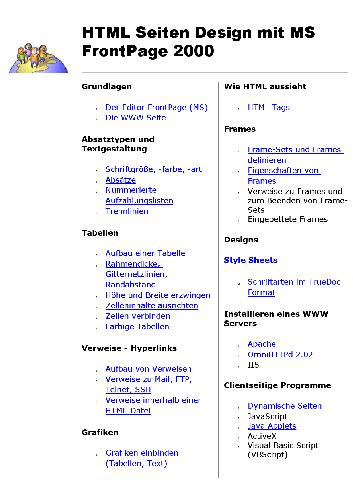 HTML Seiten Design mit MS
FrontPage 2000
Grundlagen
Der Editor FrontPage (MS)
Die WWW-Seite
Absatztypen und
Textgestaltung
Schriftgröße, -farbe, -art
Absätze
Nummerierte
Aufzählungslisten
Trennlinien
Tabellen
Aufbau einer Tabelle
Rahmendicke,
Gitternetzlinien,
Randabstand
Höhe und Breite erzwingen
Zelleninhalte ausrichten
Zellen verbinden
Farbige Tabellen
Verweise - Hyperlinks
Aufbau von Verweisen
Verweise zu Mail, FTP,
Telnet, SSH
Verweise innerhalb einer
HTML-Datei
Grafiken
Grafiken einbinden
(Tabellen, Text)
Wie HTML aussieht
HTML-Tags
Frames
Frame-Sets und Frames
definieren
Eigenschaften von
Frames
Verweise zu Frames und
zum Beenden von Frame-
Sets
Eingebettete Frames
Designs
Style Sheets
Schriftarten im TrueDoc
Format
Installieren eines WWW
Servers
Apache
OmniHTTPd 2.02
IIS
Clientseitige Programme
Dynamische Seiten
JavaScript
Java Applets
ActiveX
Visual Basic Script
(VBScript)